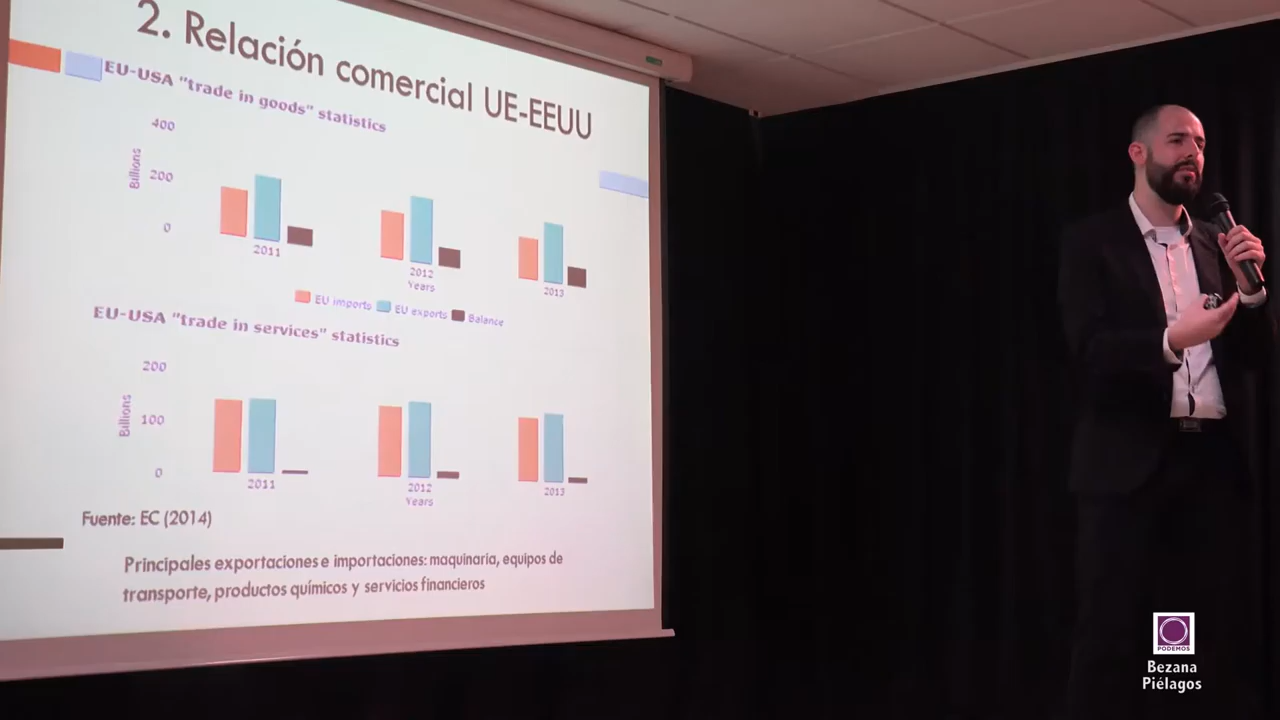 2. Relación comercial UE-EEUU
EU-USA "trade in goods" statistics
400
Billions
200
0
2011
2012
2013
Years
EU imports
EU exports
Balance
EU-USA "trade in services" statistics
200
Billions
100
0
2011
2012
2013
Years
Fuente: EC (2014)
Principales exportaciones e importaciones: maquinaria, equipos de
transporte, productos químicos y servicios financieros
PODEMOS
Bezana
Piélagos